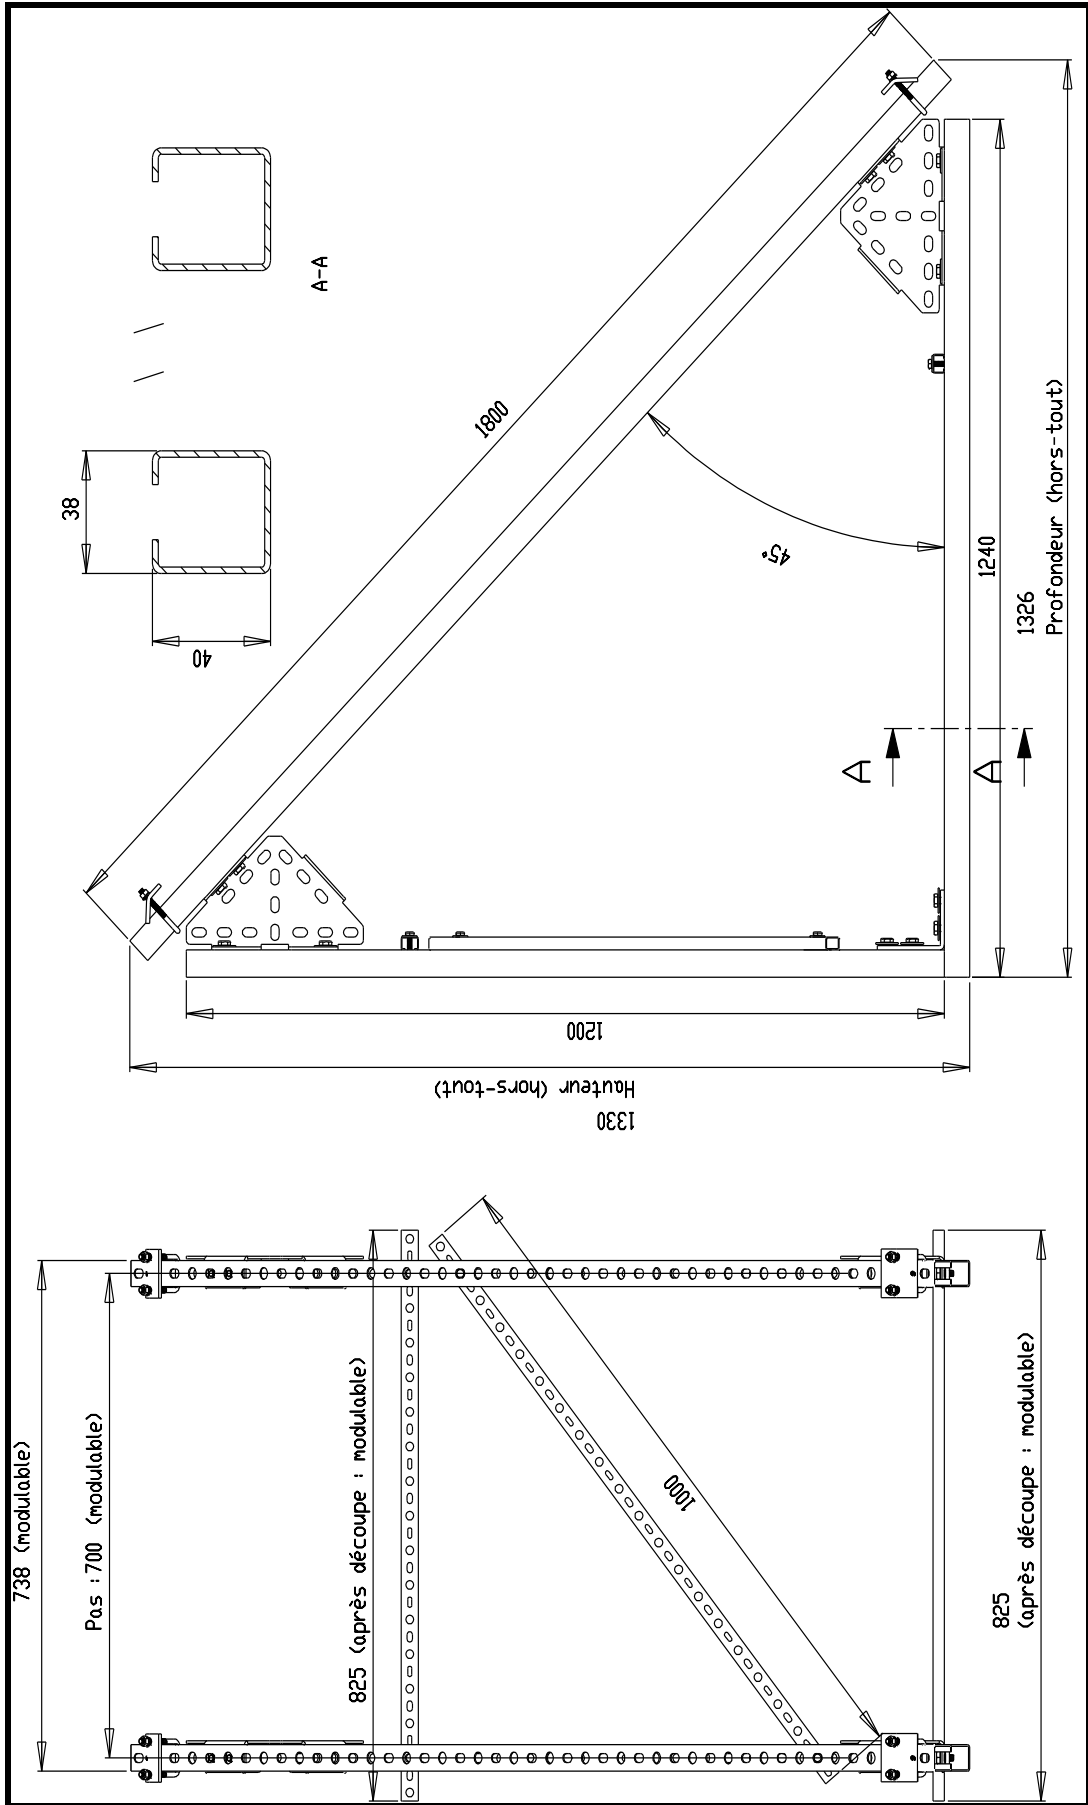 38
40
A-A
1800
45°
1240
1326
Profondeur (hors-tout)
A
A
1200
Hauteur (hors-tout)
1330
738 (modulable)
Pas : 700 (modulable)
825 (après découpe : modulable)
1000
825
(après découpe : modulable)